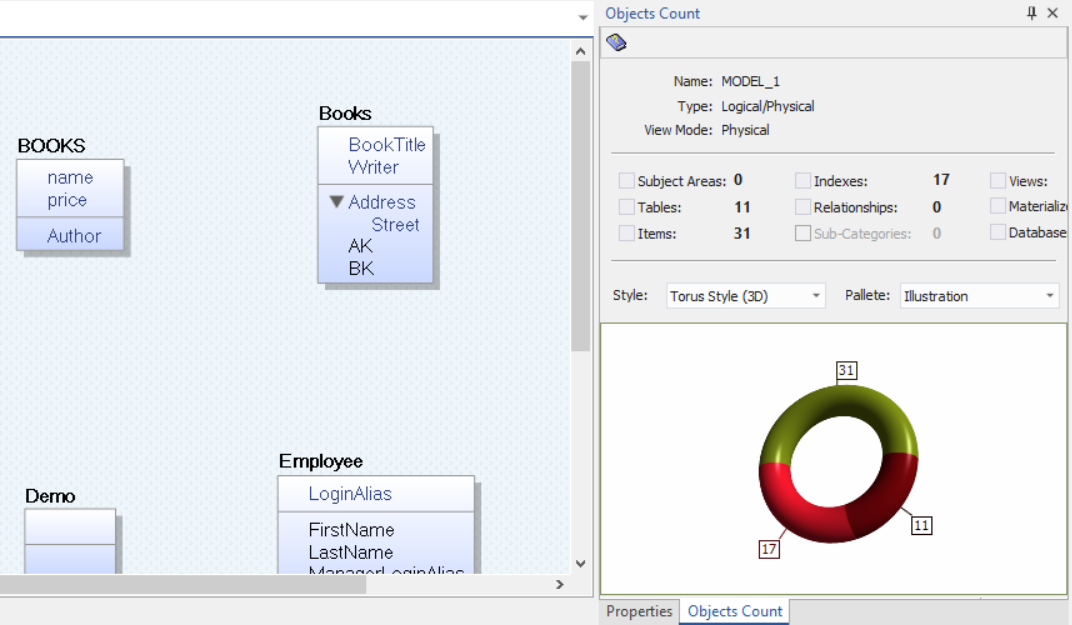 BOOKS
name
price
Author
Books
BookTitle
Writer
Address
Street
AK
BK
Demo
Employee
LoginAlias
FirstName
LastName
ManagerLoginAlias
Objects Count
Name: MODEL_1
Type: Logical/Physical
View Mode: Physical
Subject Areas: 0 Indexes: 17 Views:
Tables: 11 Relationships: 0 Materialize
Items: 31 Sub-Categories: 0 Database
Style: Torus Style (3D) Pallete: Illustration
31
11
17
Properties Objects Count